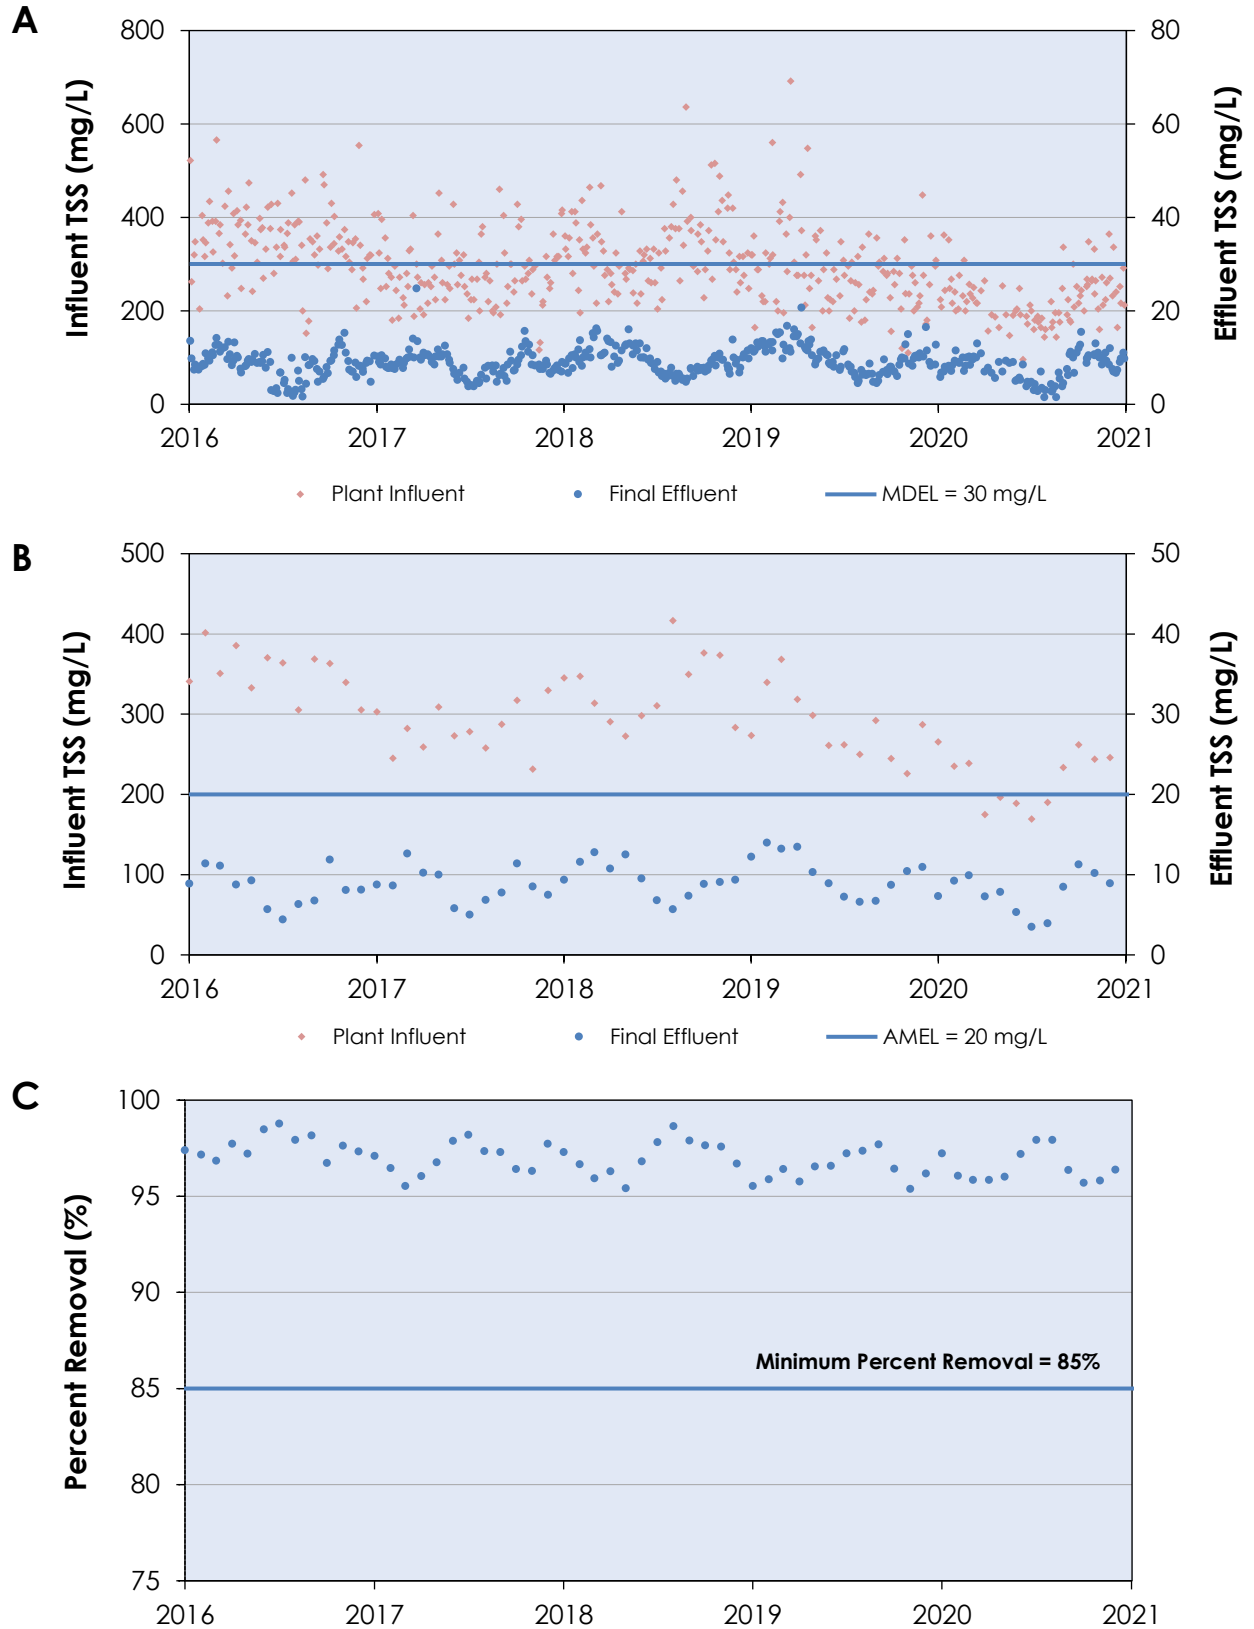 A
Influent TSS (mg/L)
800
600
400
200
0
80
60
40
20
0
Effluent TSS (mg/L)
2016 2017 2018 2019 2020 2021
Plant Influent Final Effluent MDEL = 30 mg/L
B
Influent TSS (mg/L)
500
400
300
200
100
0
50
40
30
20
10
0
Effluent TSS (mg/L)
2016 2017 2018 2019 2020 2021
Plant Influent Final Effluent AMEL = 20 mg/L
C
Percent Removal (%)
100
95
90
85
80
75
Minimum Percent Removal = 85%
2016 2017 2018 2019 2020 2021